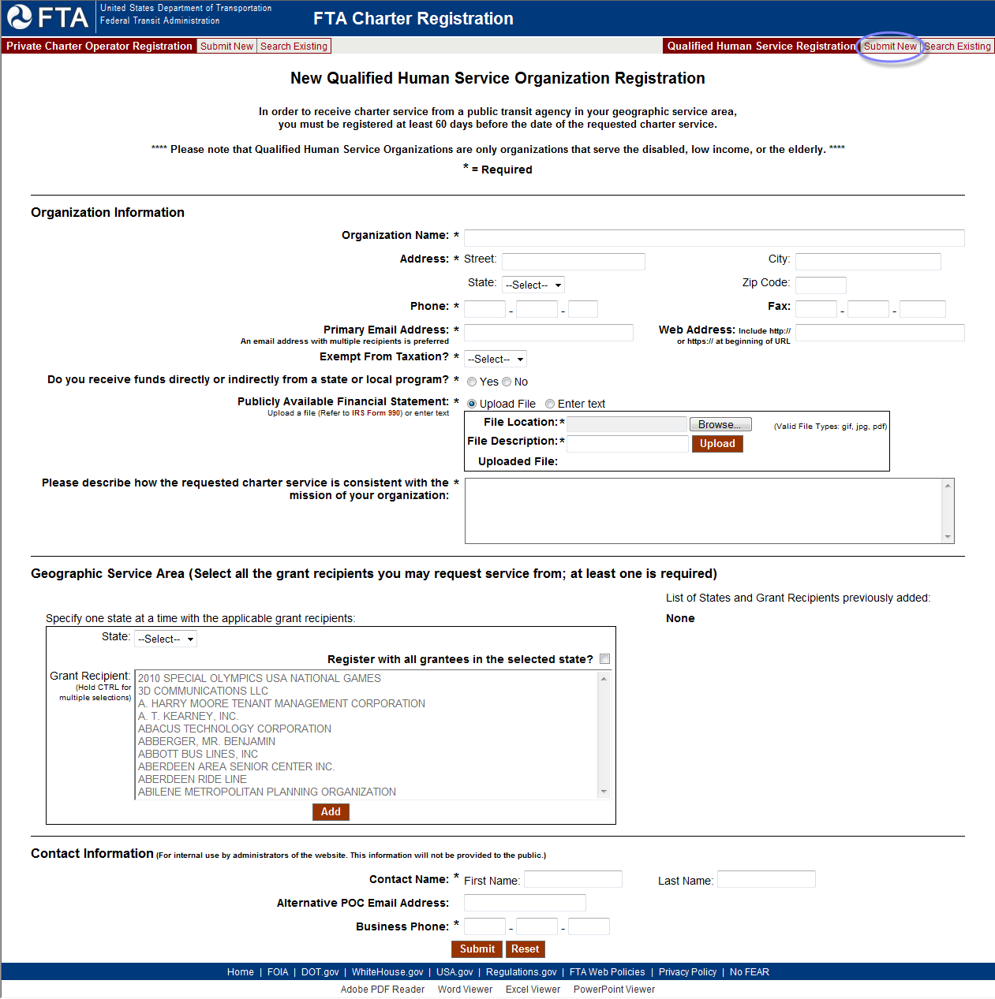 FTA
United States Department of Transportation
Federal Transit Administration
FTA Charter Registration
Private Charter Operator Registration Submit New Search Existing
Qualified Human Service Registration Submit New Search Existing
New Qualified Human Service Organization Registration
In order to receive charter service from a public transit agency in your geographic service area,
you must be registered at least 60 days before the date of the requested charter service.
**** Please note that Qualified Human Service Organizations are only organizations that serve the disabled, low income, or the elderly. ****
* = Required
Organization Information
Organization Name: *
Address: * Street: City:
State: --Select-- Zip Code:
Phone: * - - Fax: - -
Primary Email Address: *
An email address with multiple recipients is preferred
Web Address: Include http://
or https:// at beginning of URL
Exempt From Taxation? * --Select--
Do you receive funds directly or indirectly from a state or local program? * Yes No
Publicly Available Financial Statement: * Upload File Enter text
Upload a file (Refer to IRS Form 990) or enter text
File Location:* Browse... (Valid File Types: gif, jpg, pdf)
File Description:* Upload
Uploaded File:
Please describe how the requested charter service is consistent with the *
mission of your organization:
Geographic Service Area (Select all the grant recipients you may request service from; at least one is required)
List of States and Grant Recipients previously added:
None
Specify one state at a time with the applicable grant recipients:
State: --Select--
Register with all grantees in the selected state?
Grant Recipient:
(Hold CTRL for
multiple selections)
2010 SPECIAL OLYMPICS USA NATIONAL GAMES
3D COMMUNICATIONS LLC
A. HARRY MOORE TENANT MANAGEMENT CORPORATION
A. T. KEARNEY, INC.
ABACUS TECHNOLOGY CORPORATION
ABBERGER, MR. BENJAMIN
ABBOTT BUS LINES, INC
ABERDEEN AREA SENIOR CENTER INC.
ABERDEEN RIDE LINE
ABILENE METROPOLITAN PLANNING ORGANIZATION
Add
Contact Information (For internal use by administrators of the website. This information will not be provided to the public.)
Contact Name: * First Name: Last Name:
Alternative POC Email Address:
Business Phone: * - -
Submit Reset
Home | FOIA | DOT.gov | WhiteHouse.gov | USA.gov | Regulations.gov | FTA Web Policies | Privacy Policy | No FEAR
Adobe PDF Reader Word Viewer Excel Viewer PowerPoint Viewer